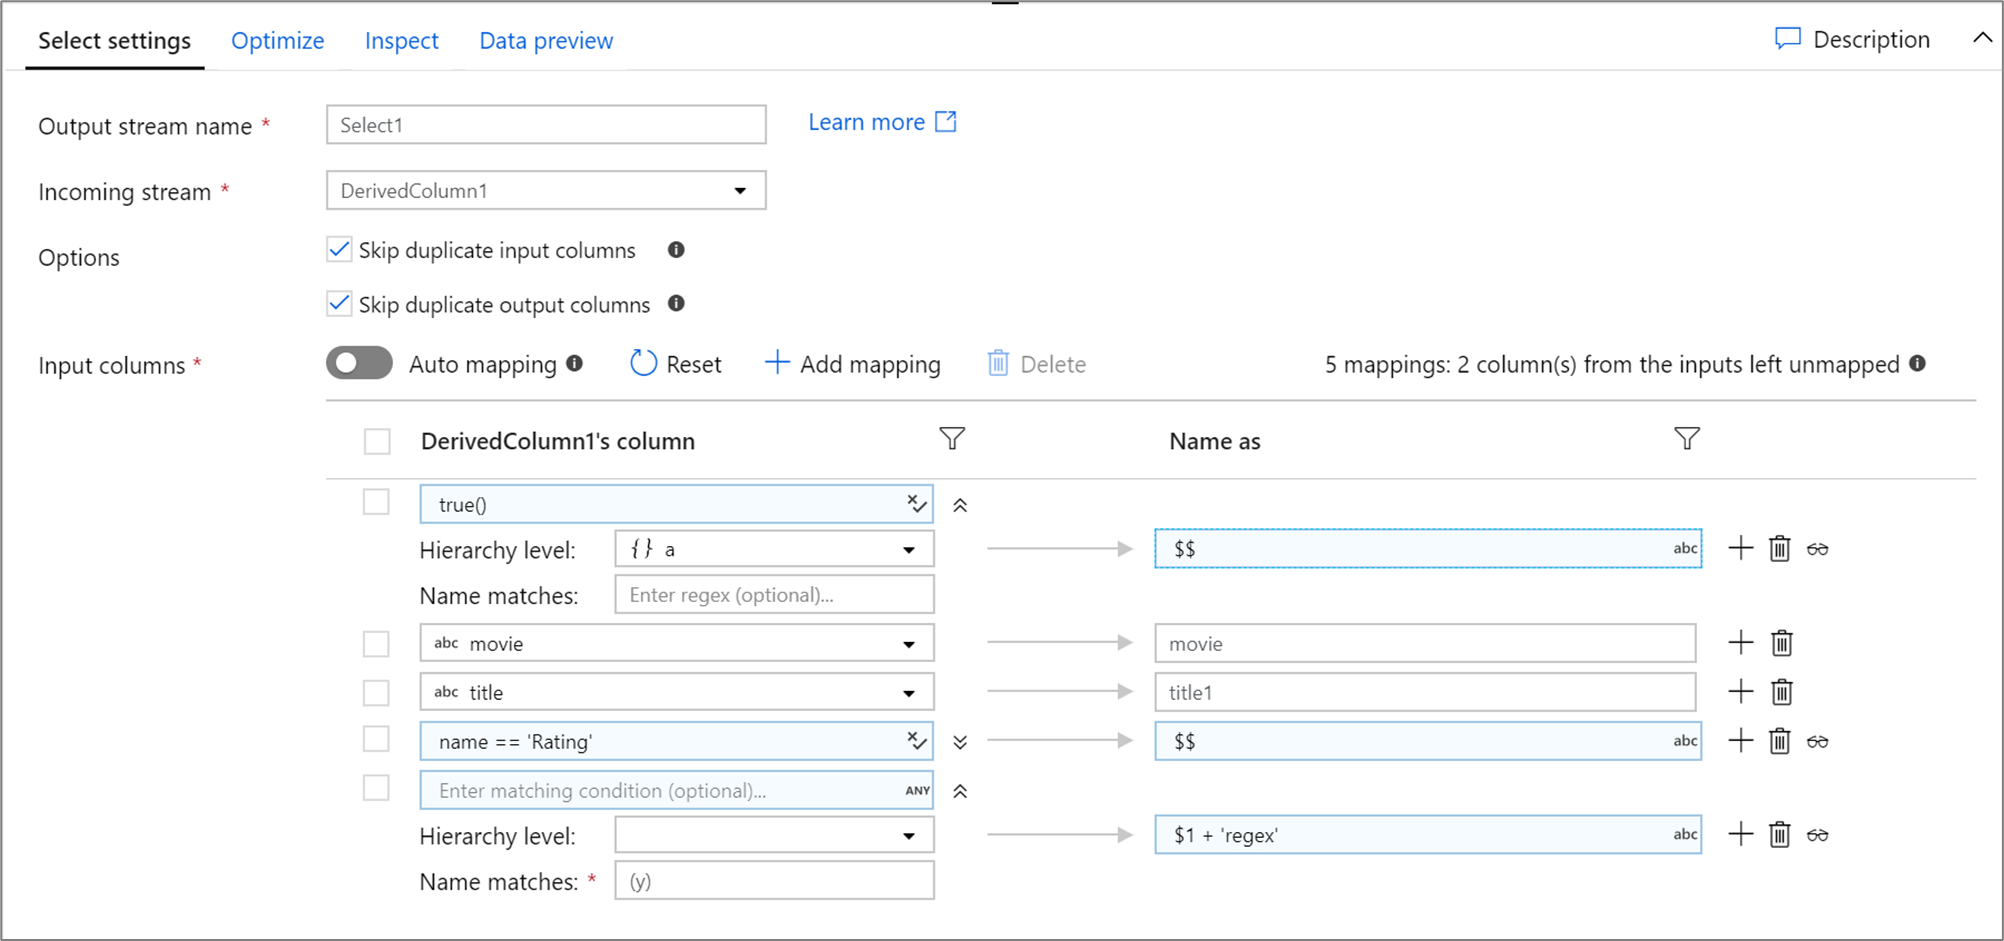 Select settings Optimize Inspect Data preview Description
Output stream name * Select1 Learn more
Incoming stream * DerivedColumn1
Options Skip duplicate input columns
Skip duplicate output columns
Input columns * Auto mapping Reset Add mapping Delete 5 mappings: 2 column(s) from the inputs left unmapped
DerivedColumn1's column Name as
true()
Hierarchy level: {} a $$ abc
Name matches: Enter regex (optional)...
abc movie movie
abc title title1
name == 'Rating' $$ abc
Enter matching condition (optional)... ANY
Hierarchy level: $1 + 'regex' abc
Name matches: * (y)